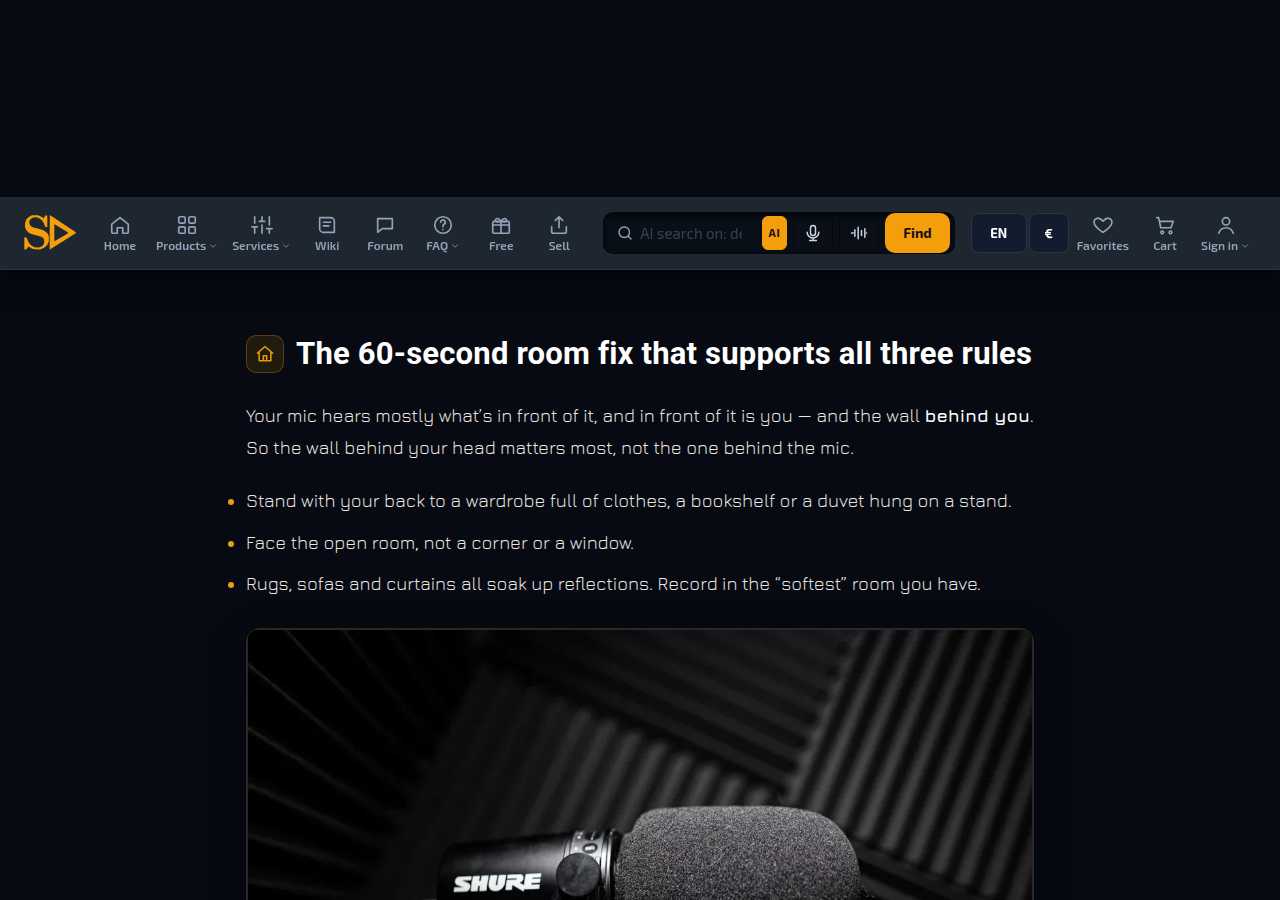 SD
Home
Products
Services
Wiki
Forum
FAQ
Free
Sell
AI search on: de
AI
Find
EN
€
Favorites
Cart
Sign in
The 60-second room fix that supports all three rules
Your mic hears mostly what’s in front of it, and in front of it is you — and the wall behind you.
So the wall behind your head matters most, not the one behind the mic.
Stand with your back to a wardrobe full of clothes, a bookshelf or a duvet hung on a stand.
Face the open room, not a corner or a window.
Rugs, sofas and curtains all soak up reflections. Record in the “softest” room you have.
SHURE